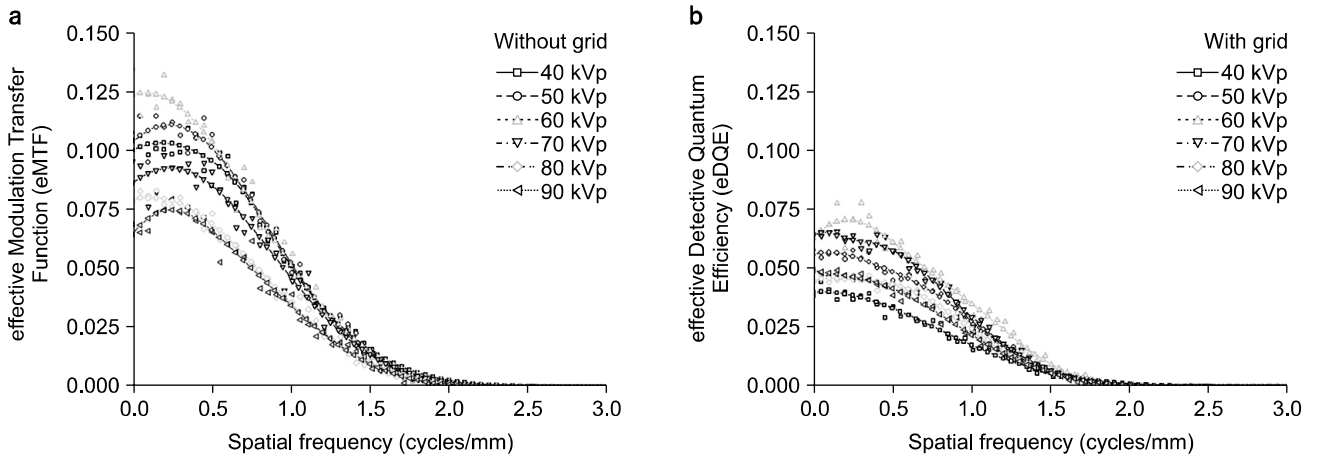 a
effective Modulation Transfer
Function (eMTF)
0.150
0.125
0.100
0.075
0.050
0.025
0.000
0.0 0.5 1.0 1.5 2.0 2.5 3.0
Spatial frequency (cycles/mm)
Without grid
40 kVp
50 kVp
60 kVp
70 kVp
80 kVp
90 kVp
b
effective Detective Quantum
Efficiency (eDQE)
0.150
0.125
0.100
0.075
0.050
0.025
0.000
0.0 0.5 1.0 1.5 2.0 2.5 3.0
Spatial frequency (cycles/mm)
With grid
40 kVp
50 kVp
60 kVp
70 kVp
80 kVp
90 kVp